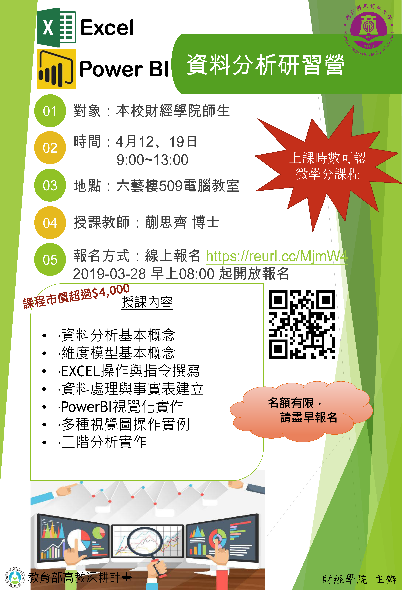 Excel
Power BI
資料分析研習營
01 對象：本校財經學院師生
02 時間：4月12、19日
9:00~13:00
上課時數可認
微學分課程
03 地點：六藝樓509電腦教室
04 授課教師：蒯思齊 博士
05 報名方式：線上報名 https://reurl.cc/MjmW4
2019-03-28 早上08:00 起開放報名
課程市價超過$4,000
授課內容
• 資料分析基本概念
• 維度模型基本概念
• EXCEL操作與指令撰寫
• 資料處理與事實表建立
• PowerBI視覺化實作
• 多種視覺圖操作實例
• 二階分析實作
名額有限，
請盡早報名
教育部高教深耕計畫
財經學院 主辦